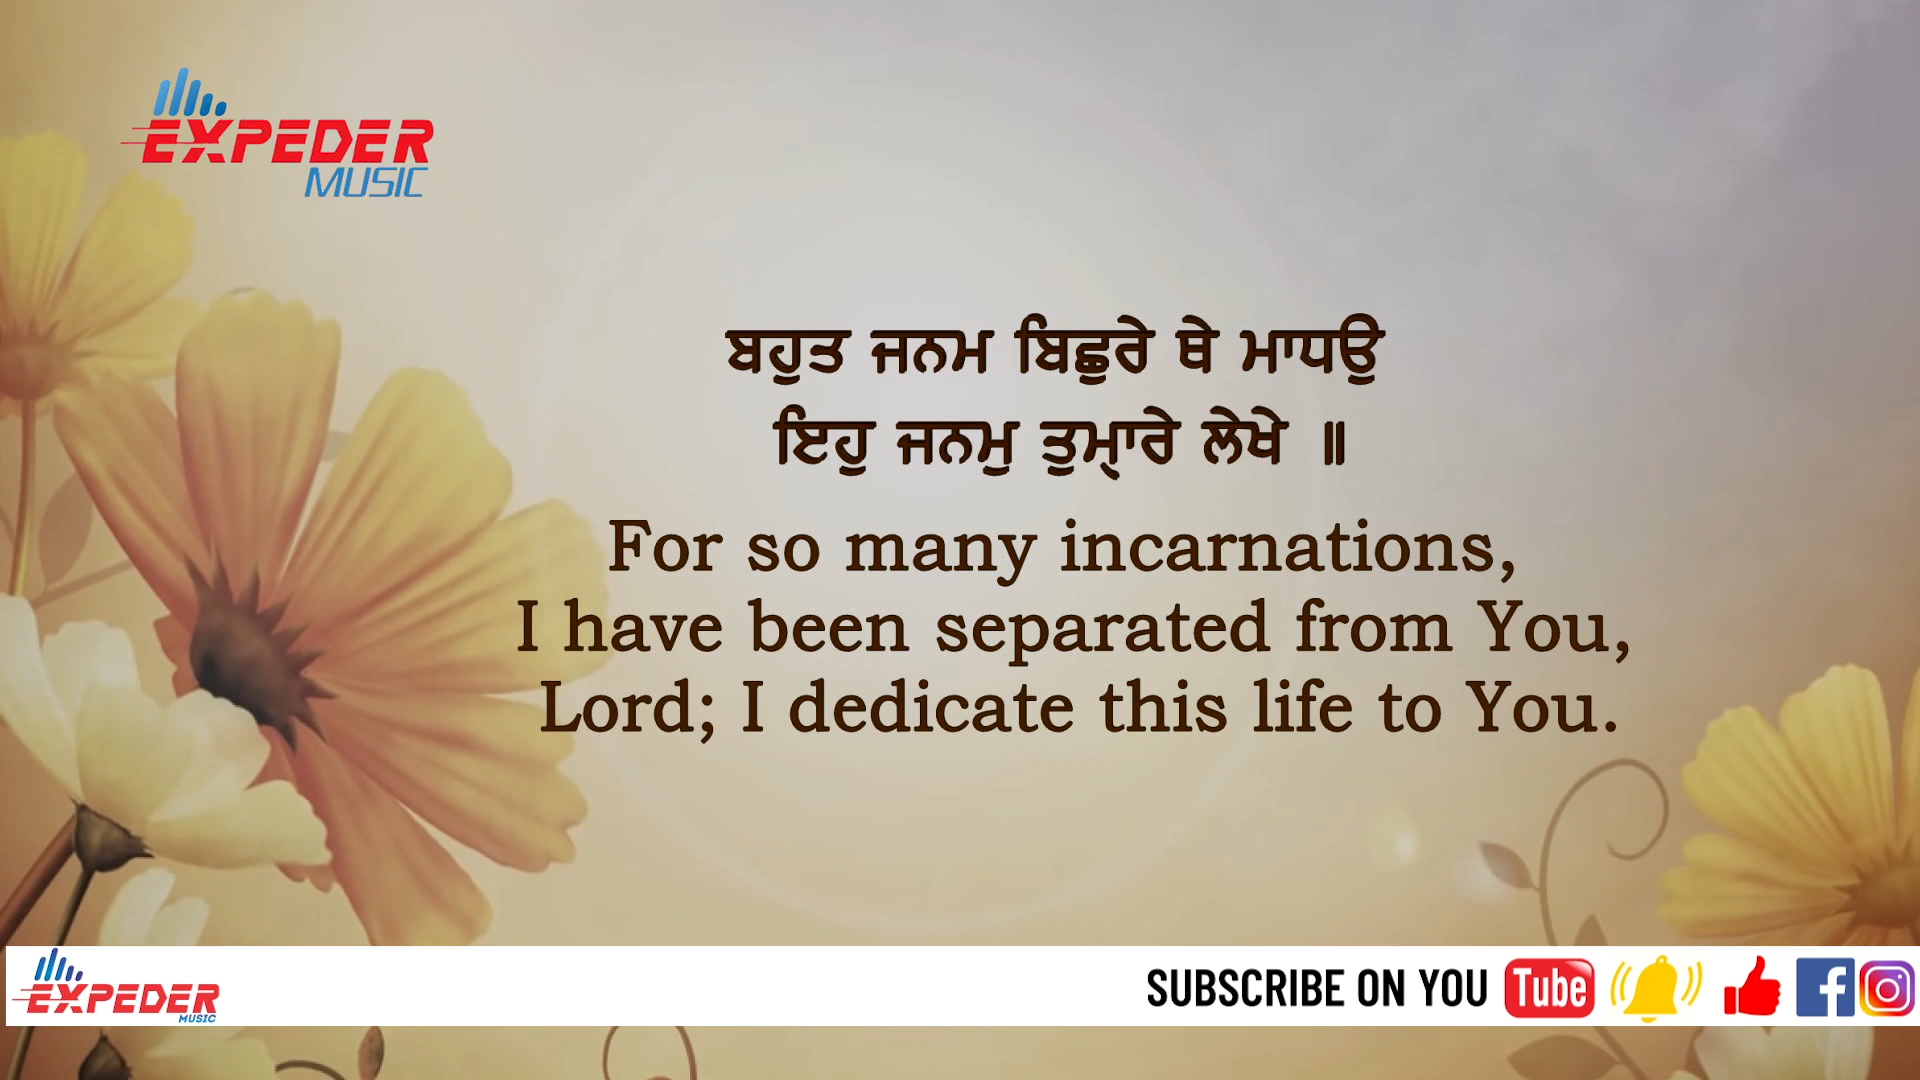 EXPEDER
MUSIC
ਬਹੁਤ ਜਨਮ ਬਿਛੁਰੇ ਥੇ ਮਾਧਉ
ਇਹੁ ਜਨਮੁ ਤੁਮ੍ਹਾਰੇ ਲੇਖੇ ॥
For so many incarnations,
I have been separated from You,
Lord; I dedicate this life to You.
EXPEDER
MUSIC
SUBSCRIBE ON YOU Tube